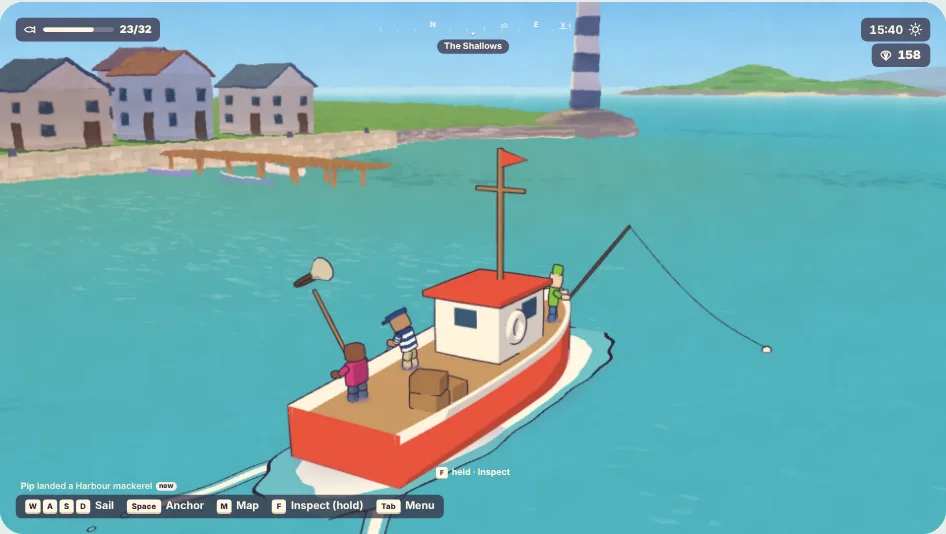 23/32
N
E
15:40
The Shallows
158
F held · Inspect
Pip landed a Harbour mackerel new
W A S D Sail Space Anchor M Map F Inspect (hold) Tab Menu